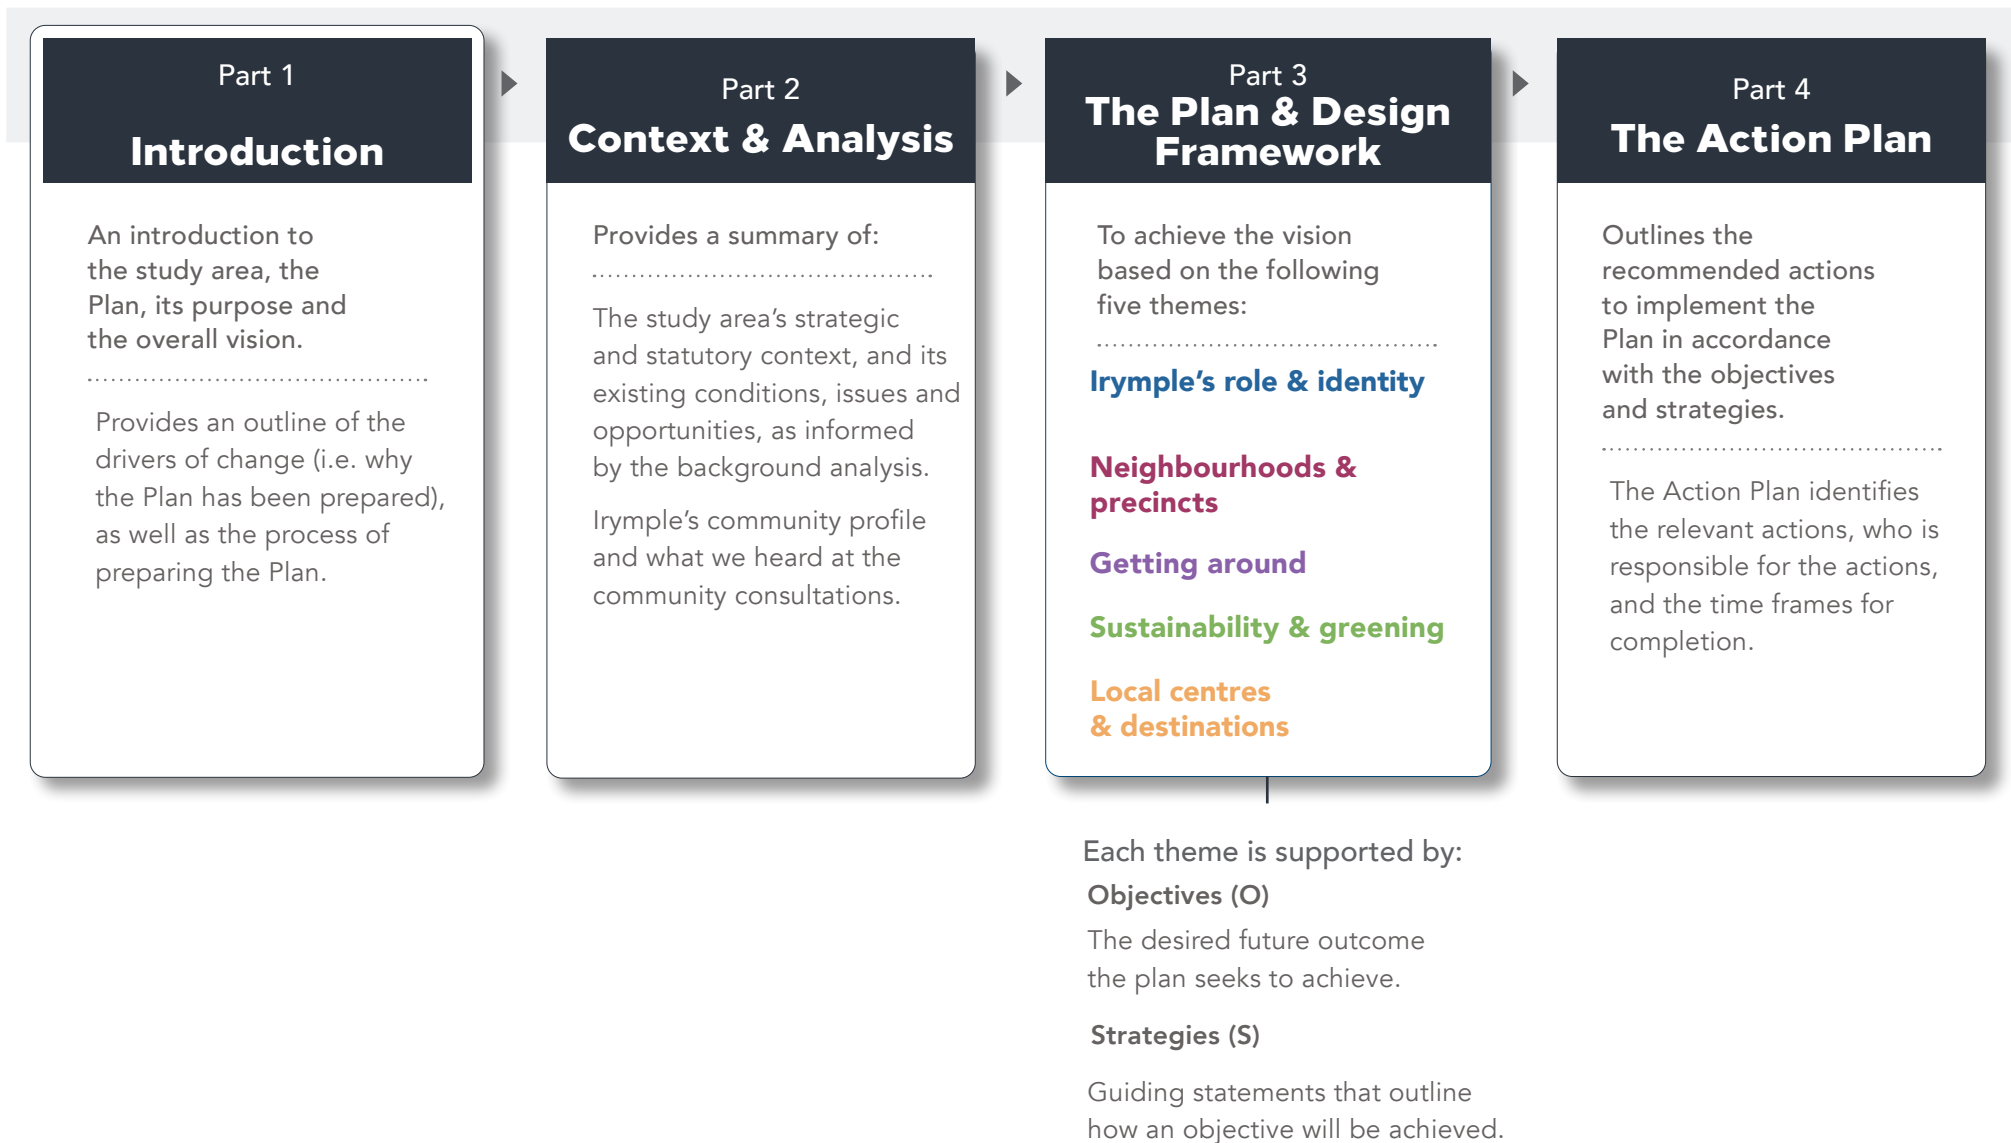 Part 1
Introduction
An introduction to
the study area, the
Plan, its purpose and
the overall vision.
Provides an outline of the
drivers of change (i.e. why
the Plan has been prepared),
as well as the process of
preparing the Plan.
Part 2
Context & Analysis
Provides a summary of:
The study area’s strategic
and statutory context, and its
existing conditions, issues and
opportunities, as informed
by the background analysis.
Irymple’s community profile
and what we heard at the
community consultations.
Part 3
The Plan & Design
Framework
To achieve the vision
based on the following
five themes:
Irymple’s role & identity
Neighbourhoods &
precincts
Getting around
Sustainability & greening
Local centres
& destinations
Each theme is supported by:
Objectives (O)
The desired future outcome
the plan seeks to achieve.
Strategies (S)
Guiding statements that outline
how an objective will be achieved.
Part 4
The Action Plan
Outlines the
recommended actions
to implement the
Plan in accordance
with the objectives
and strategies.
The Action Plan identifies
the relevant actions, who is
responsible for the actions,
and the time frames for
completion.